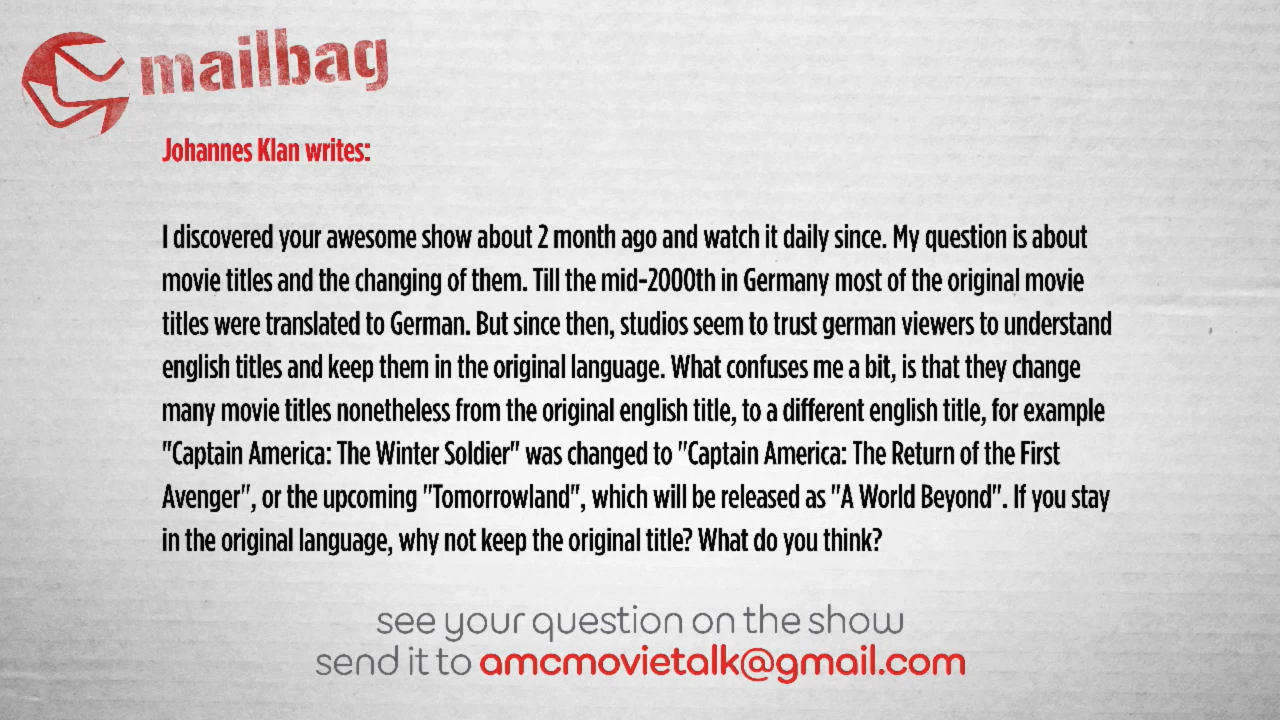 mailbag
Johannes Klan writes:
I discovered your awesome show about 2 month ago and watch it daily since. My question is about
movie titles and the changing of them. Till the mid-2000th in Germany most of the original movie
titles were translated to German. But since then, studios seem to trust german viewers to understand
english titles and keep them in the original language. What confuses me a bit, is that they change
many movie titles nonetheless from the original english title, to a different english title, for example
"Captain America: The Winter Soldier" was changed to "Captain America: The Return of the First
Avenger", or the upcoming "Tomorrowland", which will be released as "A World Beyond". If you stay
in the original language, why not keep the original title? What do you think?
see your question on the show
send it to amcmovietalk@gmail.com